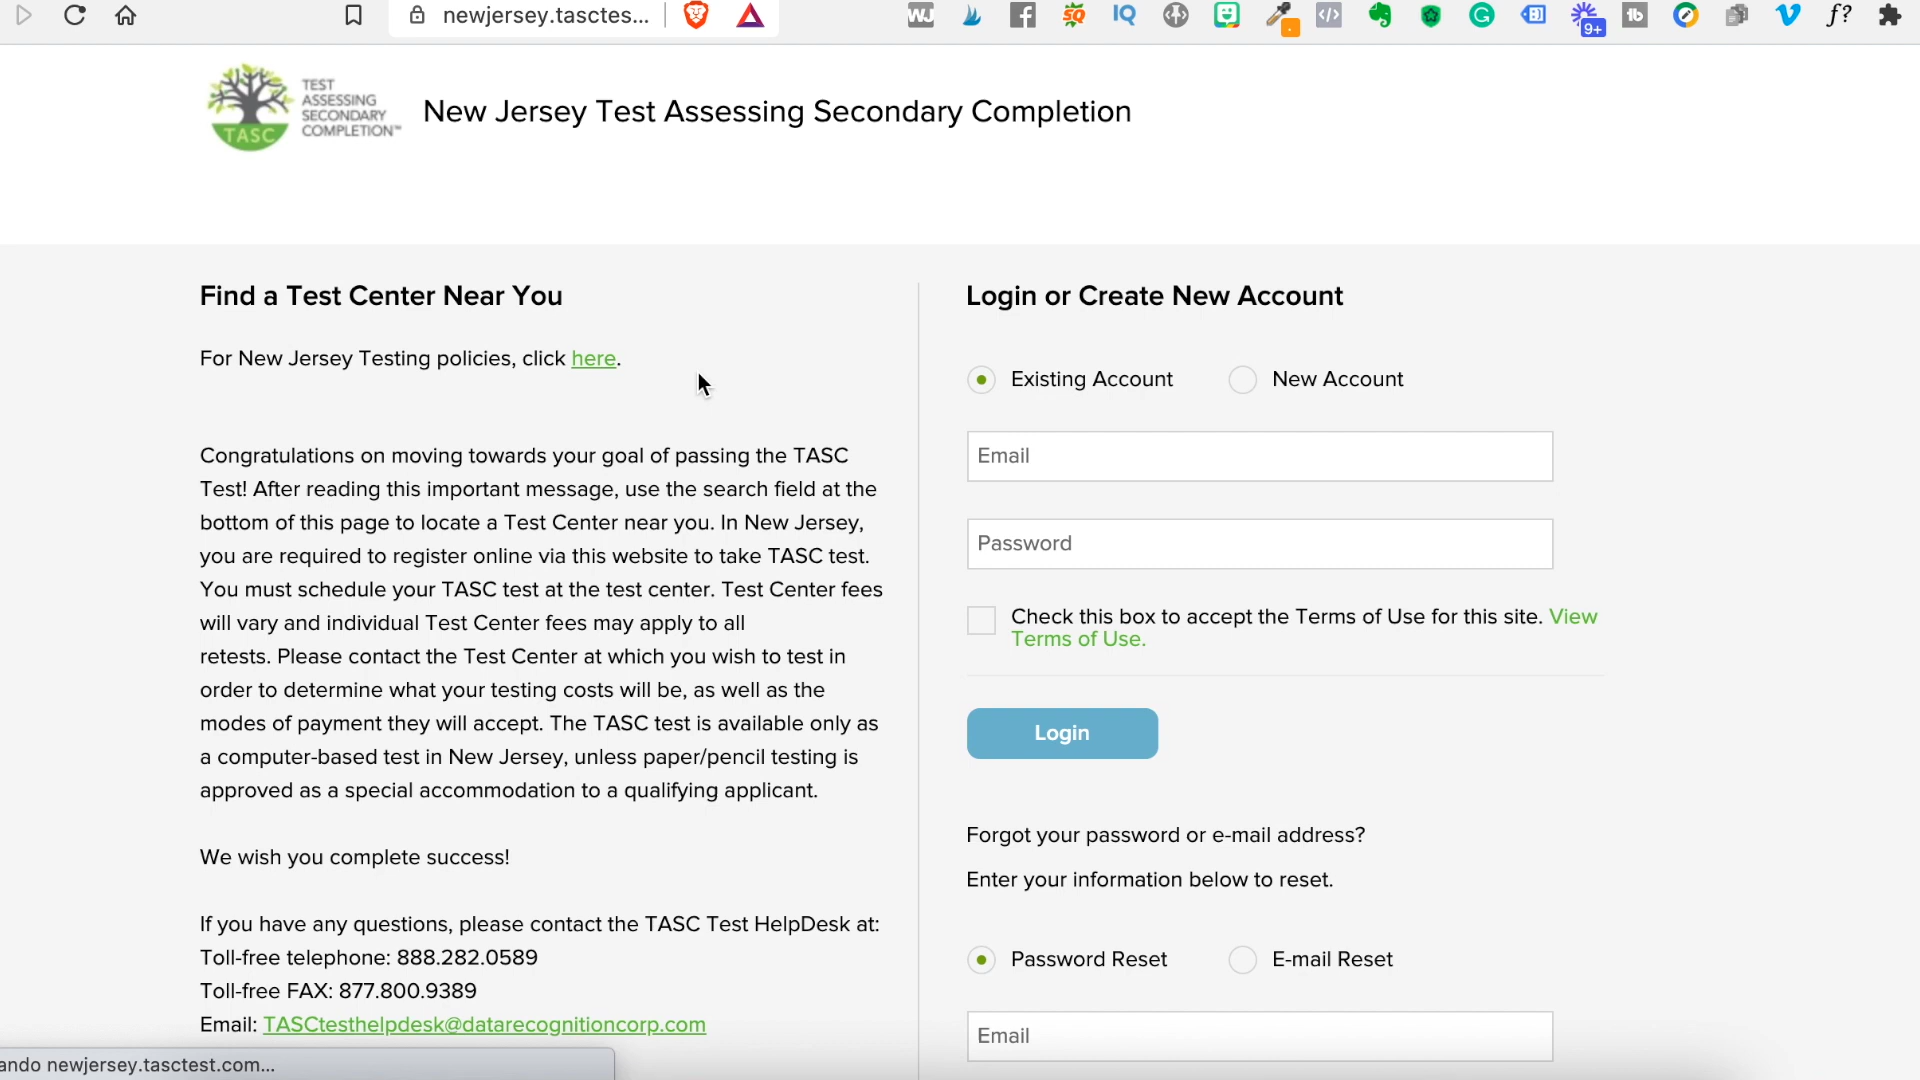 newjersey.tasctes...
WJ
SQ
IQ
9+
f?
TEST
ASSESSING
SECONDARY
COMPLETION™
TASC
New Jersey Test Assessing Secondary Completion
Find a Test Center Near You
For New Jersey Testing policies, click here.
Congratulations on moving towards your goal of passing the TASC
Test! After reading this important message, use the search field at the
bottom of this page to locate a Test Center near you. In New Jersey,
you are required to register online via this website to take TASC test.
You must schedule your TASC test at the test center. Test Center fees
will vary and individual Test Center fees may apply to all
retests. Please contact the Test Center at which you wish to test in
order to determine what your testing costs will be, as well as the
modes of payment they will accept. The TASC test is available only as
a computer-based test in New Jersey, unless paper/pencil testing is
approved as a special accommodation to a qualifying applicant.
We wish you complete success!
If you have any questions, please contact the TASC Test HelpDesk at:
Toll-free telephone: 888.282.0589
Toll-free FAX: 877.800.9389
Email: TASCtesthelpdesk@datarecognitioncorp.com
ando newjersey.tasctest.com...
Login or Create New Account
Existing Account
New Account
Email
Password
Check this box to accept the Terms of Use for this site. View
Terms of Use.
Login
Forgot your password or e-mail address?
Enter your information below to reset.
Password Reset
E-mail Reset
Email